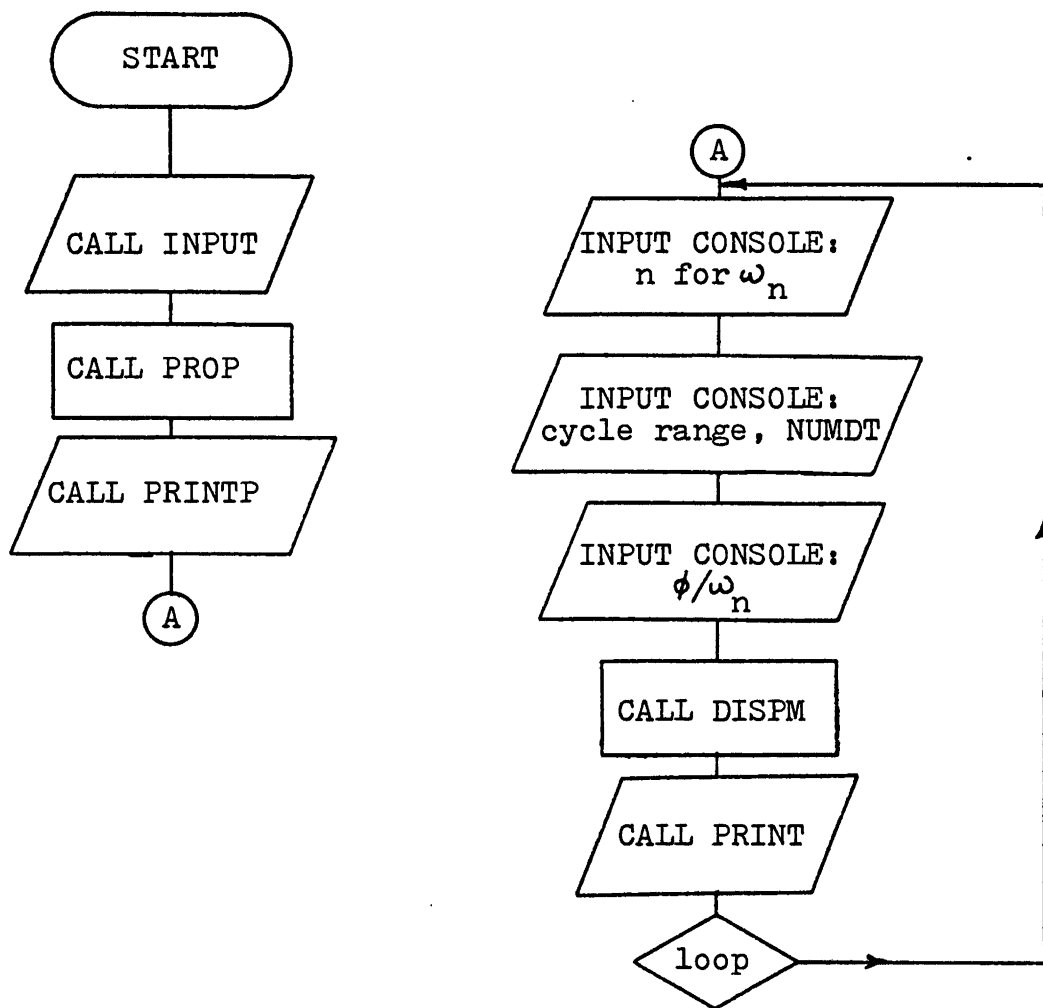 START
CALL INPUT
CALL PROP
CALL PRINTP
A
A
INPUT CONSOLE:
n for ωn
INPUT CONSOLE:
cycle range, NUMDT
INPUT CONSOLE:
ϕ/ωn
CALL DISPM
CALL PRINT
loop